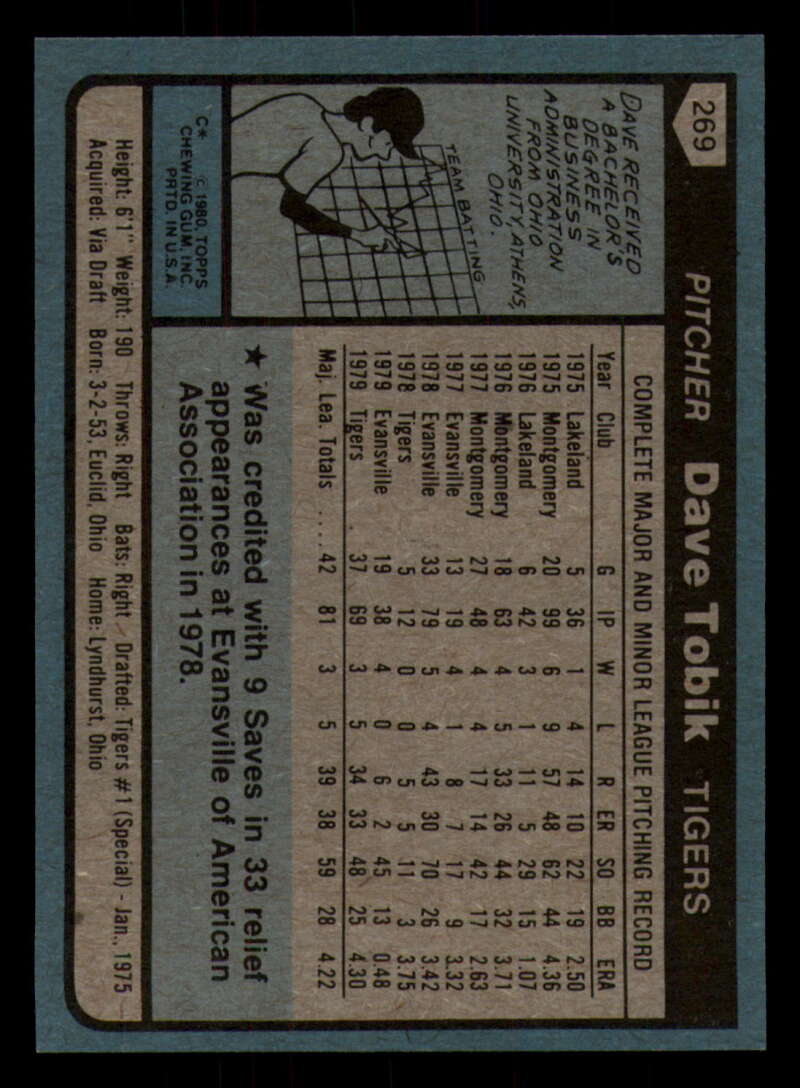 269
PITCHER Dave Tobik TIGERS
DAVE RECEIVED
A BACHELOR'S
DEGREE IN
BUSINESS
ADMINISTRATION
FROM OHIO
UNIVERSITY, ATHENS,
OHIO.
TEAM BATTING
C* © 1980 TOPPS
CHEWING GUM, INC.
PRTD. IN U.S.A.
COMPLETE MAJOR AND MINOR LEAGUE PITCHING RECORD
Year Club G IP W L R ER SO BB ERA
1975 Lakeland 5 36 1 4 14 10 22 19 2.50
1975 Montgomery 20 99 6 9 57 48 62 44 4.36
1976 Lakeland 6 42 3 1 11 5 29 15 1.07
1976 Montgomery 18 63 4 5 33 26 44 32 3.71
1977 Montgomery 27 48 4 4 17 14 42 17 2.63
1977 Evansville 13 19 4 1 8 7 17 9 3.32
1978 Evansville 33 79 5 4 43 30 70 26 3.42
1978 Tigers 5 12 0 0 5 5 11 3 3.75
1979 Evansville 19 38 4 0 6 2 45 13 0.48
1979 Tigers 37 69 3 5 34 33 48 25 4.30
Maj. Lea. Totals .... 42 81 3 5 39 38 59 28 4.22
★ Was credited with 9 Saves in 33 relief
appearances at Evansville of American
Association in 1978.
Height: 6'1" Weight: 190 Throws: Right Bats: Right Drafted: Tigers #1 (Special) - Jan., 1975
Acquired: Via Draft Born: 3-2-53, Euclid, Ohio Home: Lyndhurst, Ohio